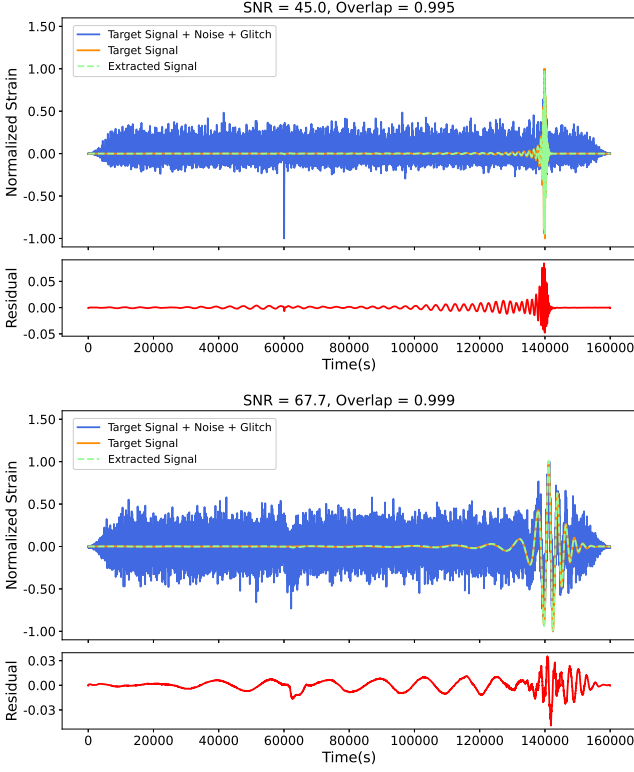 SNR = 45.0, Overlap = 0.995
1.50
1.00
0.50
0.00
-0.50
-1.00
Normalized Strain
Target Signal + Noise + Glitch
Target Signal
Extracted Signal
0.05
0.00
-0.05
Residual
0 20000 40000 60000 80000 100000 120000 140000 160000
Time(s)
SNR = 67.7, Overlap = 0.999
1.50
1.00
0.50
0.00
-0.50
-1.00
Normalized Strain
Target Signal + Noise + Glitch
Target Signal
Extracted Signal
0.03
0.00
-0.03
Residual
0 20000 40000 60000 80000 100000 120000 140000 160000
Time(s)